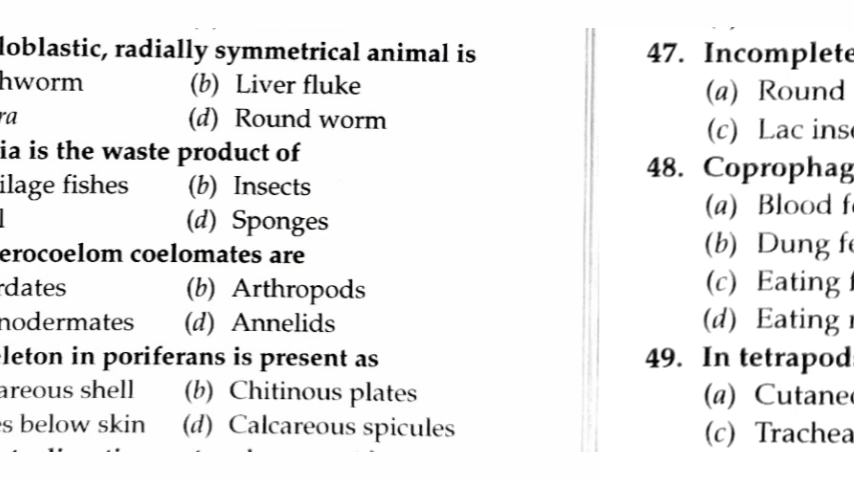 loblastic, radially symmetrical animal is
hworm (b) Liver fluke
ra (d) Round worm
ia is the waste product of
ilage fishes (b) Insects
l (d) Sponges
erocoelom coelomates are
rdates (b) Arthropods
nodermates (d) Annelids
leton in poriferans is present as
areous shell (b) Chitinous plates
s below skin (d) Calcareous spicules
47. Incomplete
(a) Round
(c) Lac inse
48. Coprophag
(a) Blood fe
(b) Dung fe
(c) Eating f
(d) Eating
49. In tetrapod
(a) Cutane
(c) Trachea